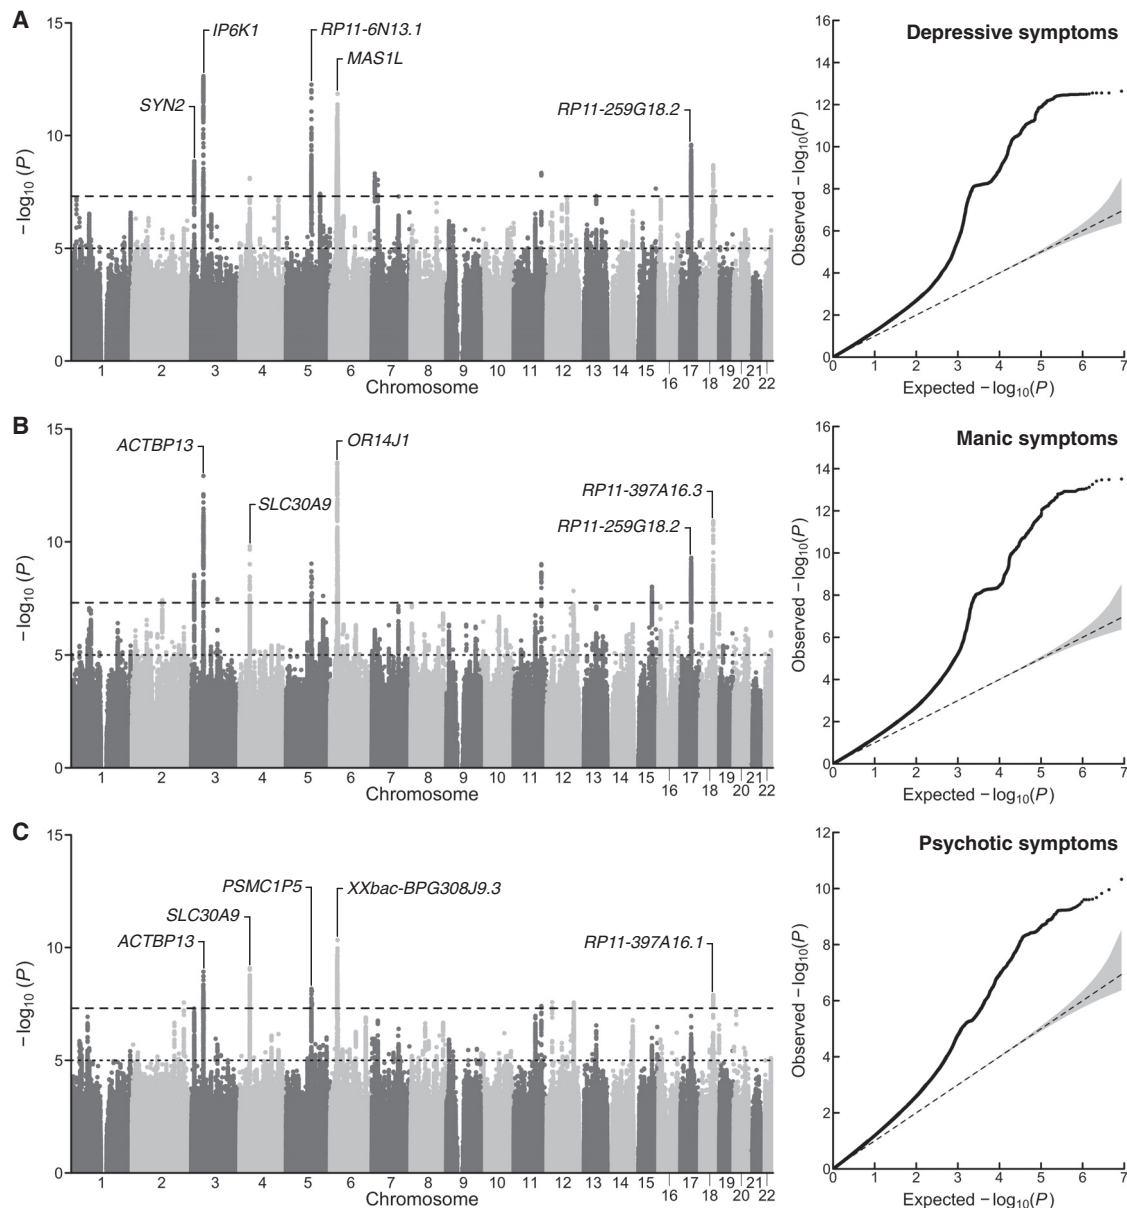 A
15
10
5
0
−log10 (P)
SYN2
IP6K1
RP11-6N13.1
MAS1L
RP11-259G18.2
1 2 3 4 5 6 7 8 9 10 11 12 13 14 15 16 17 18 19 20 21 22
Chromosome
Depressive symptoms
16
14
12
10
8
6
4
2
0
Observed −log10(P)
0 1 2 3 4 5 6 7
Expected −log10(P)
B
15
10
5
0
−log10 (P)
ACTBP13
SLC30A9
OR14J1
RP11-397A16.3
RP11-259G18.2
1 2 3 4 5 6 7 8 9 10 11 12 13 14 15 16 17 18 19 20 21 22
Chromosome
Manic symptoms
16
14
12
10
8
6
4
2
0
Observed −log10(P)
0 1 2 3 4 5 6 7
Expected −log10(P)
C
15
10
5
0
−log10 (P)
PSMC1P5
XXbac-BPG308J9.3
SLC30A9
ACTBP13
RP11-397A16.1
1 2 3 4 5 6 7 8 9 10 11 12 13 14 15 16 17 18 19 20 21 22
Chromosome
Psychotic symptoms
12
10
8
6
4
2
0
Observed −log10(P)
0 1 2 3 4 5 6 7
Expected −log10(P)